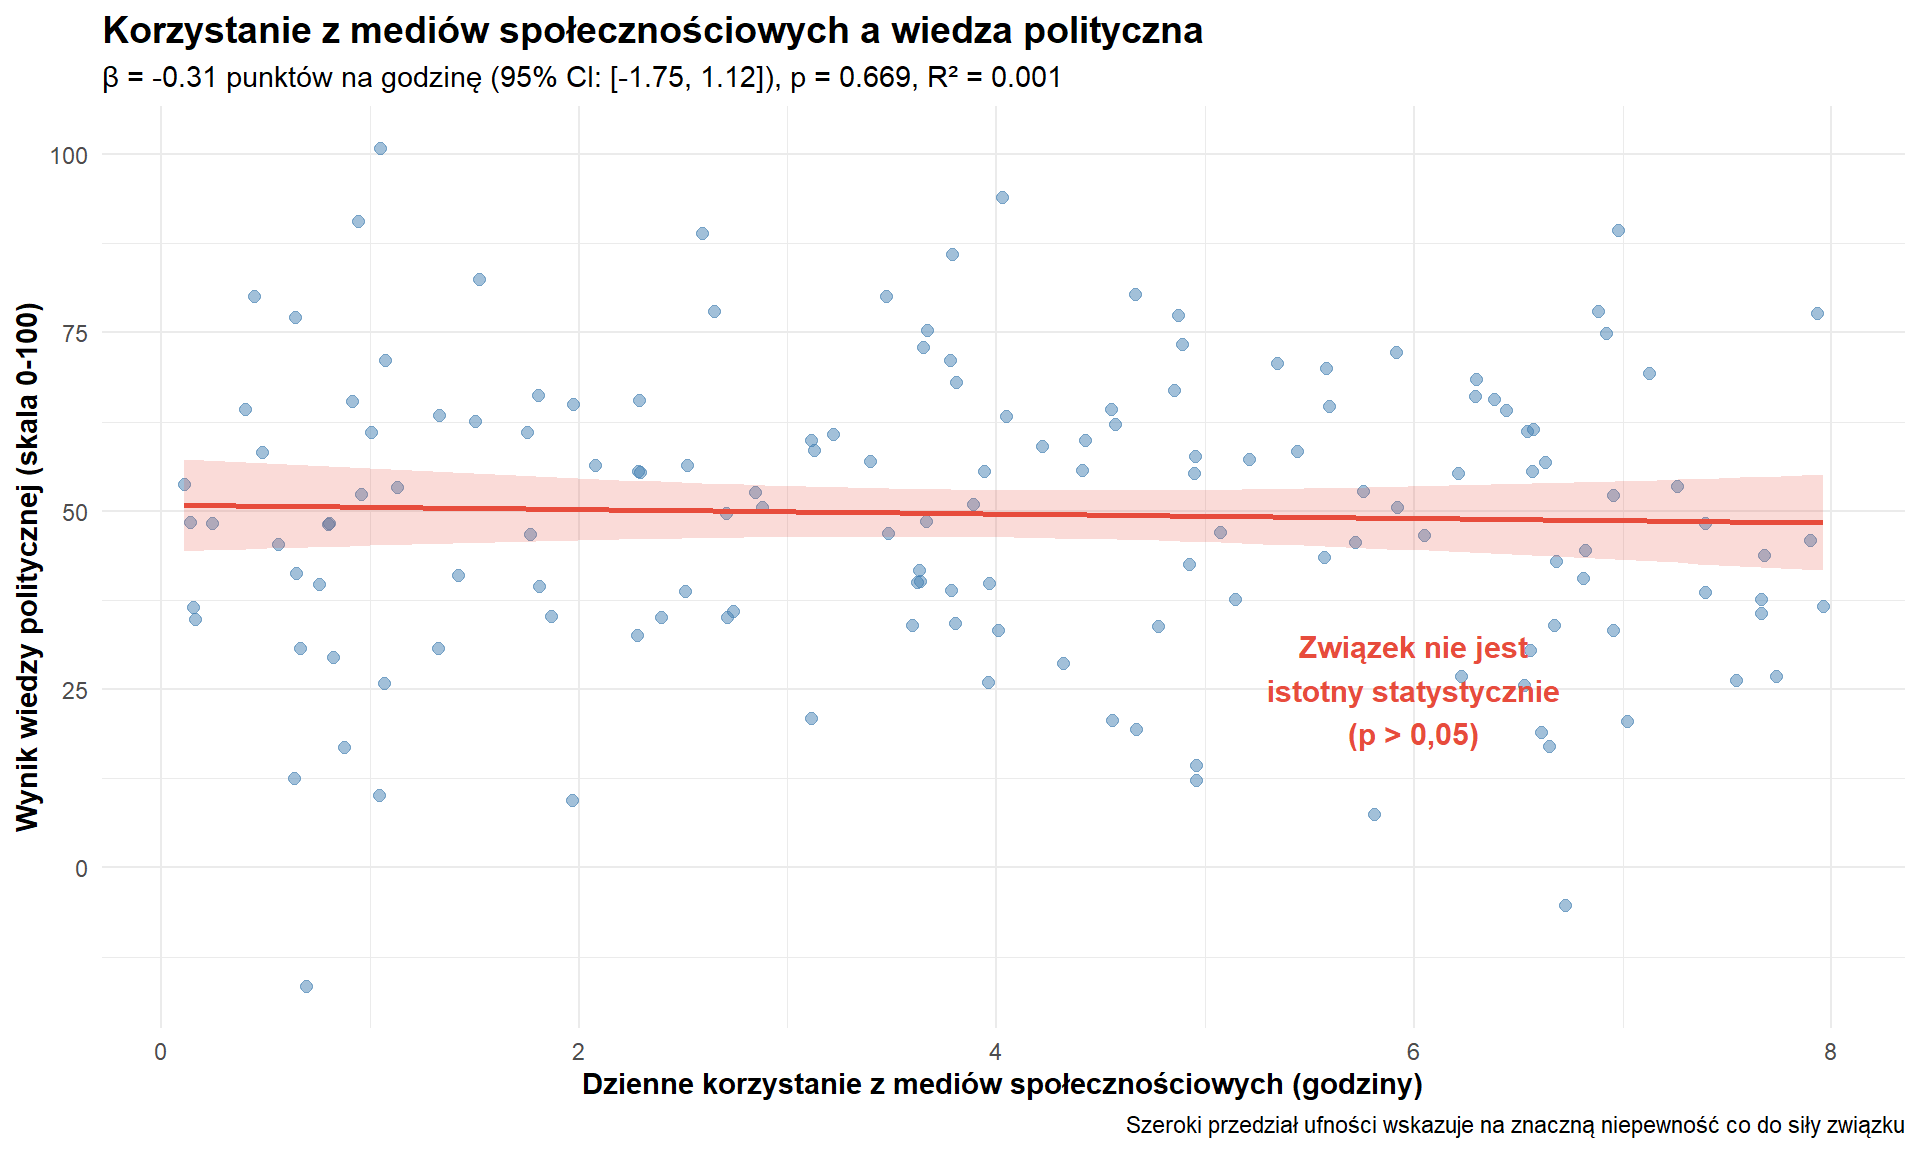 Korzystanie z mediów społecznościowych a wiedza polityczna
β = -0.31 punktów na godzinę (95% CI: [-1.75, 1.12]), p = 0.669, R² = 0.001
Wynik wiedzy politycznej (skala 0-100)
100
75
50
25
0
Związek nie jest
istotny statystycznie
(p > 0,05)
0
2
4
6
8
Dzienne korzystanie z mediów społecznościowych (godziny)
Szeroki przedział ufności wskazuje na znaczną niepewność co do siły związku